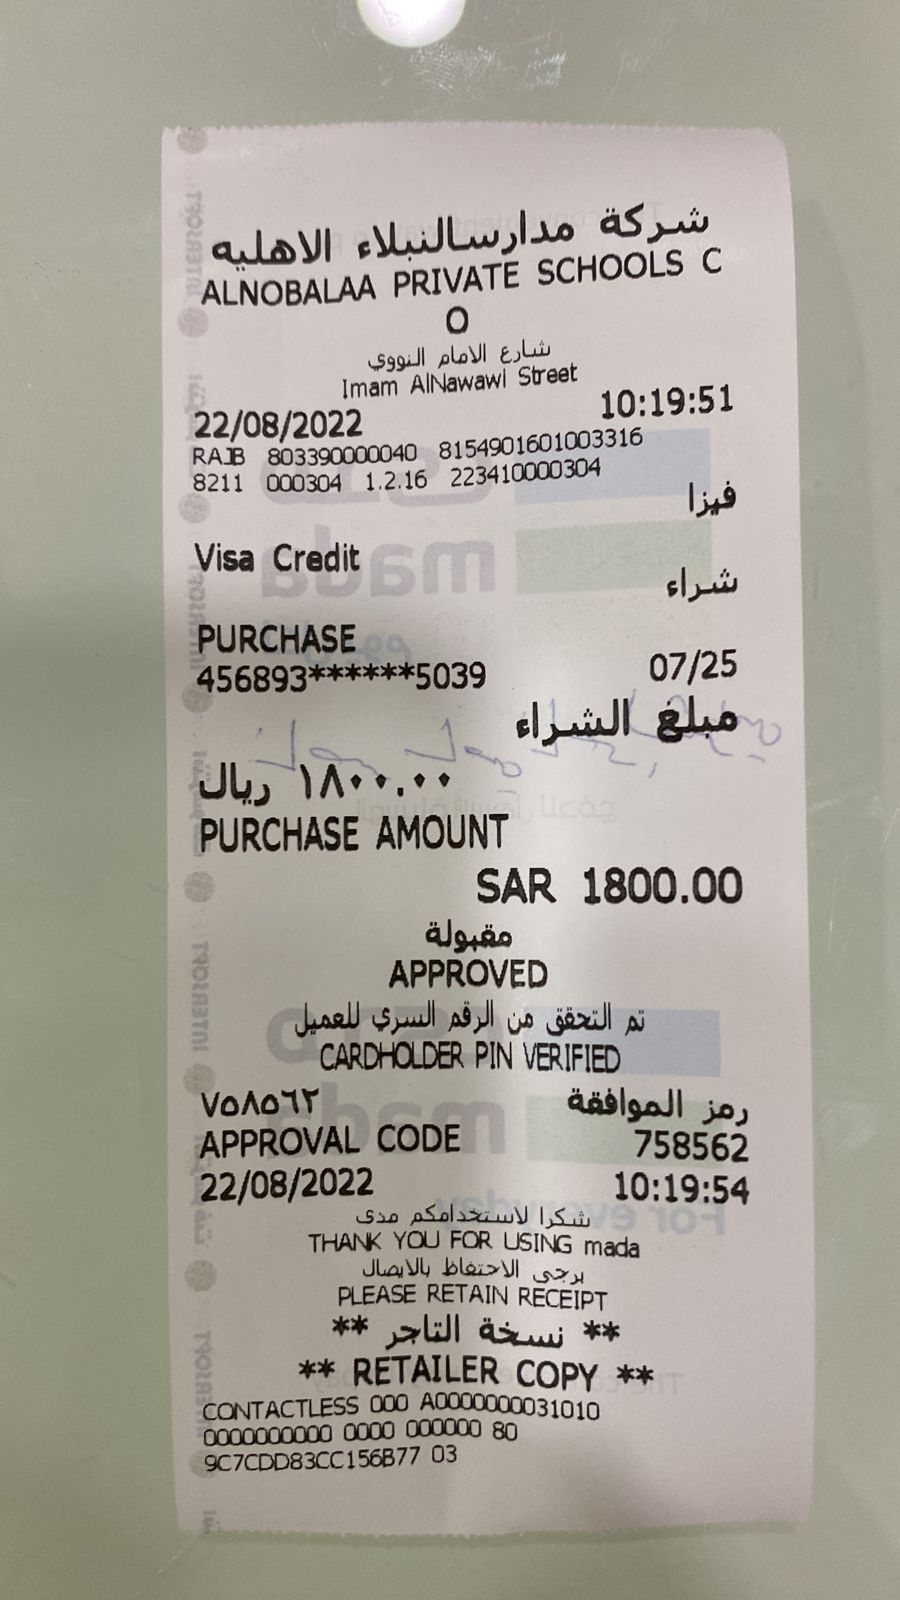 شركة مدارسالنبلاء الاهليه
ALNOBALAA PRIVATE SCHOOLS C
O
شارع الامام النووي
Imam AlNawawi Street
22/08/2022 10:19:51
RAJB 803390000040 8154901601003316
8211 000304 1.2.16 223410000304
فيزا
Visa Credit
شراء
PURCHASE
456893******5039 07/25
مبلغ الشراء
١٨٠٠.٠٠ ريال
PURCHASE AMOUNT
SAR 1800.00
مقبولة
APPROVED
تم التحقق من الرقم السري للعميل
CARDHOLDER PIN VERIFIED
رمز الموافقة ٧٥٨٥٦٢
APPROVAL CODE 758562
22/08/2022 10:19:54
شكرا لاستخدامكم مدى
THANK YOU FOR USING mada
يرجى الاحتفاظ بالايصال
PLEASE RETAIN RECEIPT
** نسخة التاجر **
** RETAILER COPY **
CONTACTLESS 000 A0000000031010
0000000000 0000 000000 80
9C7CDD83CC156B77 03